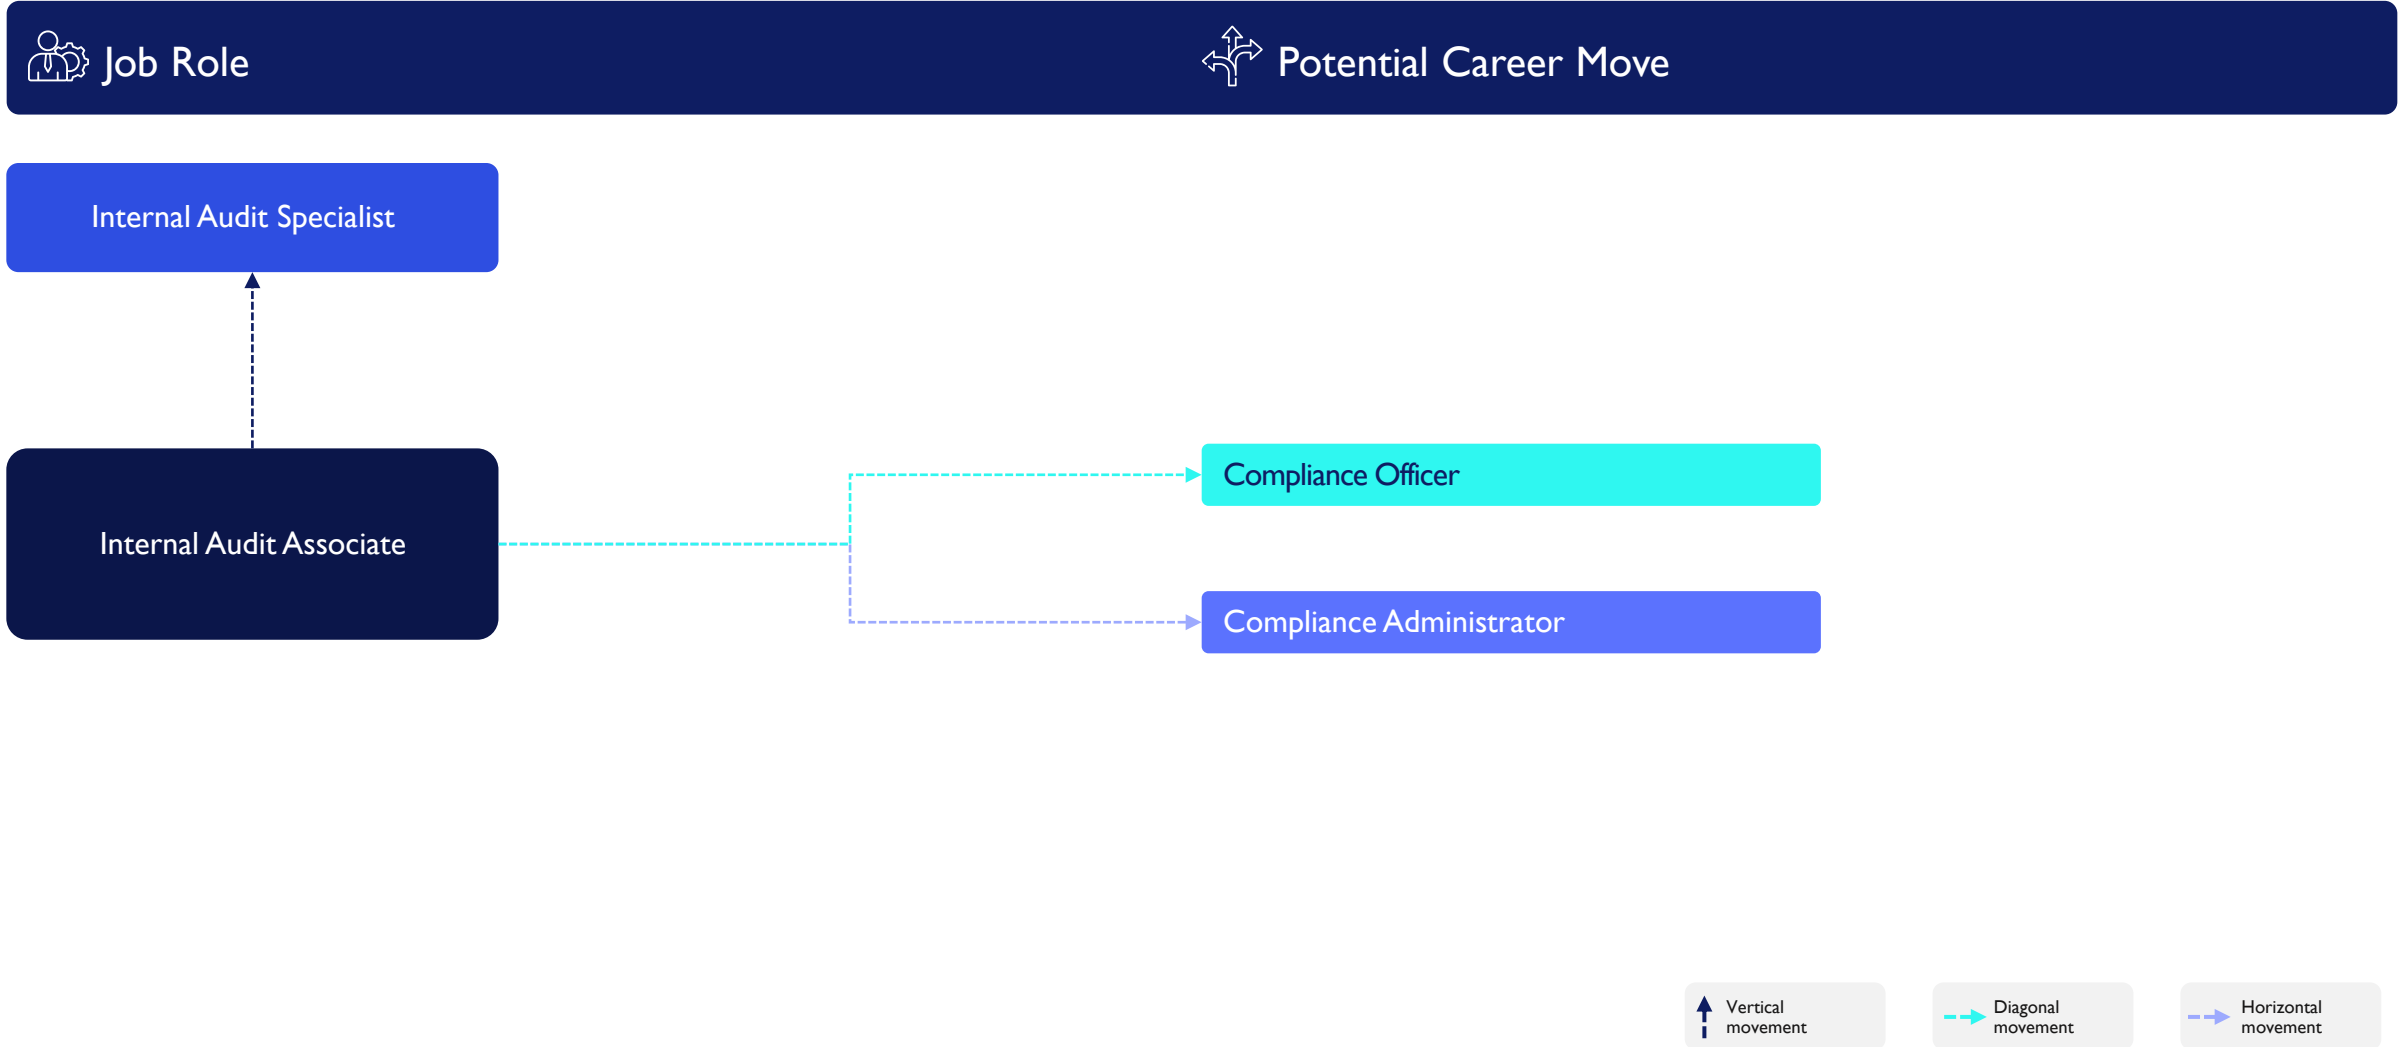 Job Role
Potential Career Move
Internal Audit Specialist
Internal Audit Associate
Compliance Officer
Compliance Administrator
Vertical
movement
Diagonal
movement
Horizontal
movement